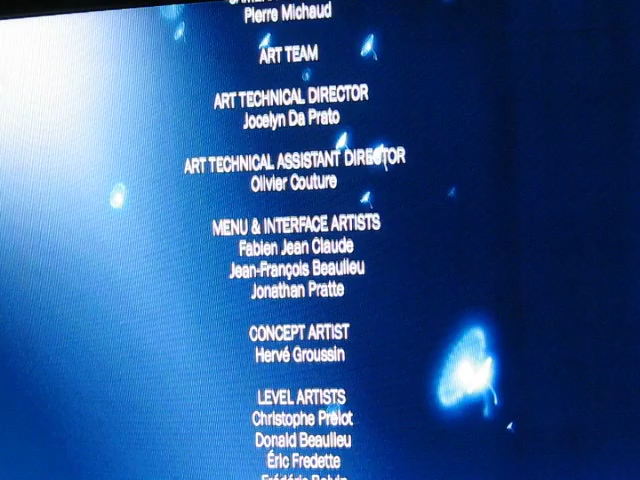 Pierre Michaud
ART TEAM
ART TECHNICAL DIRECTOR
Jocelyn Da Prato
ART TECHNICAL ASSISTANT DIRECTOR
Olivier Couture
MENU & INTERFACE ARTISTS
Fabien Jean Claude
Jean-François Beaulieu
Jonathan Pratte
CONCEPT ARTIST
Hervé Groussin
LEVEL ARTISTS
Christophe Prelot
Donald Beaulieu
Éric Fredette